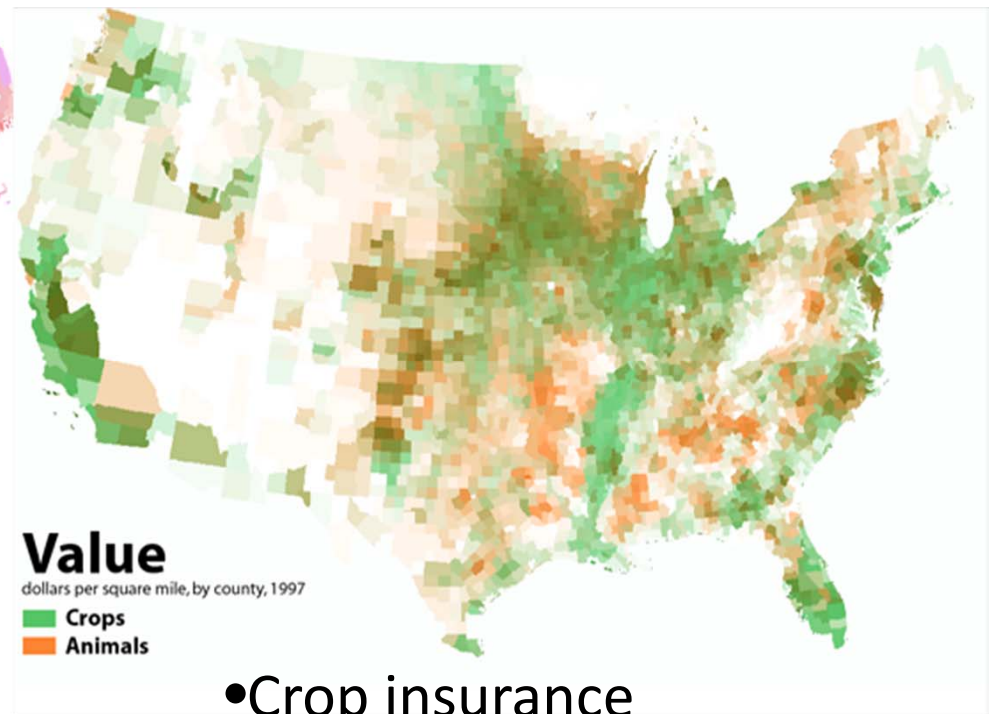 Value
dollars per square mile, by county, 1997
Crops
Animals
•Crop insurance